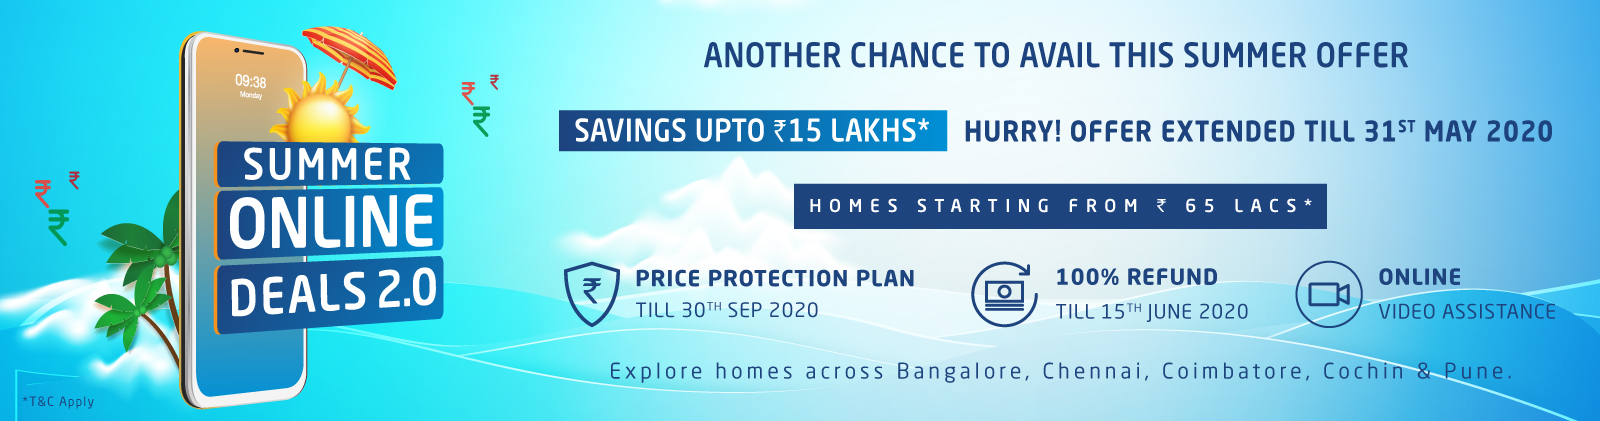 09:38
Monday
SUMMER
ONLINE
DEALS 2.0
*T&C Apply
ANOTHER CHANCE TO AVAIL THIS SUMMER OFFER
SAVINGS UPTO ₹15 LAKHS* HURRY! OFFER EXTENDED TILL 31ST MAY 2020
HOMES STARTING FROM ₹ 65 LACS*
PRICE PROTECTION PLAN
TILL 30TH SEP 2020
100% REFUND
TILL 15TH JUNE 2020
ONLINE
VIDEO ASSISTANCE
Explore homes across Bangalore, Chennai, Coimbatore, Cochin & Pune.